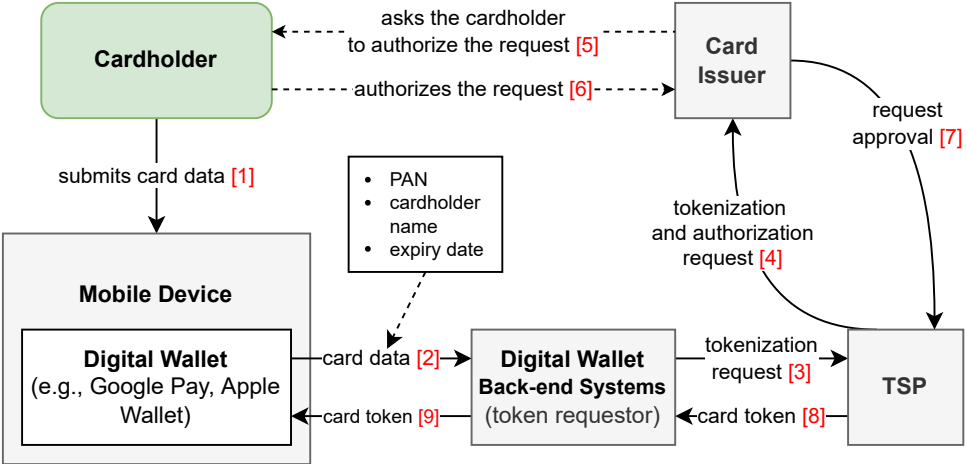 asks the cardholder
to authorize the request [5]
Cardholder
Card
Issuer
authorizes the request [6]
request
approval [7]
submits card data [1]
• PAN
• cardholder
name
• expiry date
tokenization
and authorization
request [4]
Mobile Device
Digital Wallet
(e.g., Google Pay, Apple
Wallet)
card data [2]
card token [9]
Digital Wallet
Back-end Systems
(token requestor)
tokenization
request [3]
card token [8]
TSP